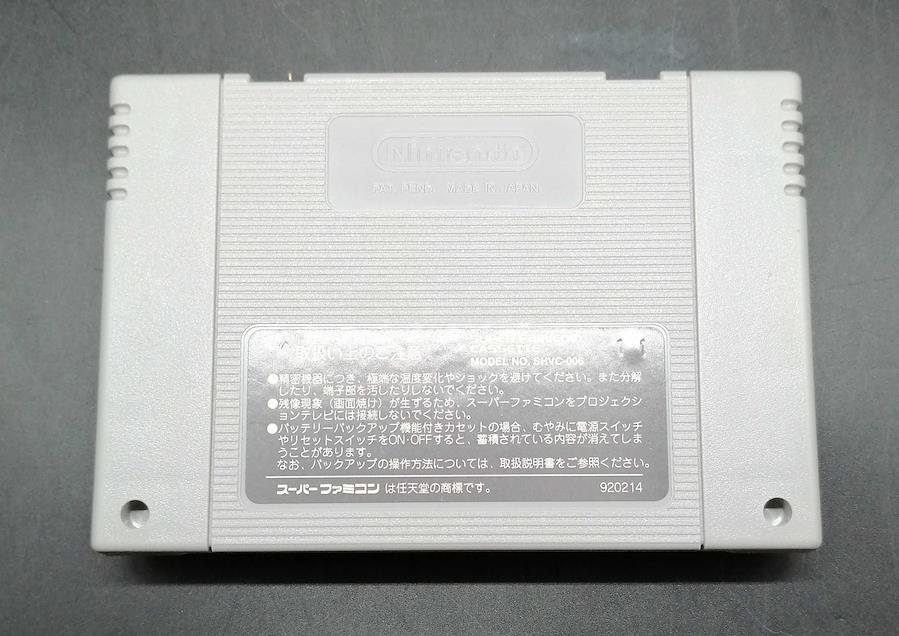 Nintendo
PAT. PEND. MADE IN JAPAN
取扱い上のご注意
CASSETTE
MODEL NO. SHVC-006
●精密機器につき、極端な温度変化やショックを避けてください。また分解
したり、端子部を汚したりしないでください。
●残像現象（画面焼け）が生ずるため、スーパーファミコンをプロジェクシ
ョンテレビには接続しないでください。
●バッテリーバックアップ機能付きカセットの場合、むやみに電源スイッチ
やリセットスイッチをON·OFFすると、蓄積されている内容が消えてしま
うことがあります。
なお、バックアップの操作方法については、取扱説明書をご参照ください。
スーパーファミコン は任天堂の商標です。
920214